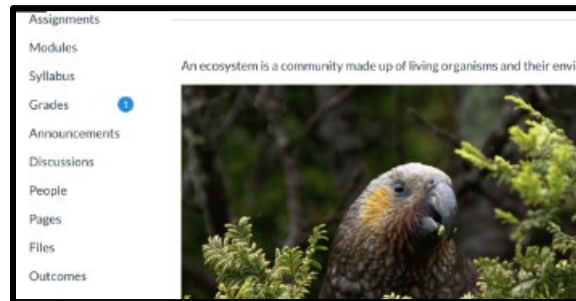 Assignments
Modules
Syllabus
Grades 1
Announcements
Discussions
People
Pages
Files
Outcomes
An ecosystem is a community made up of living organisms and their envi